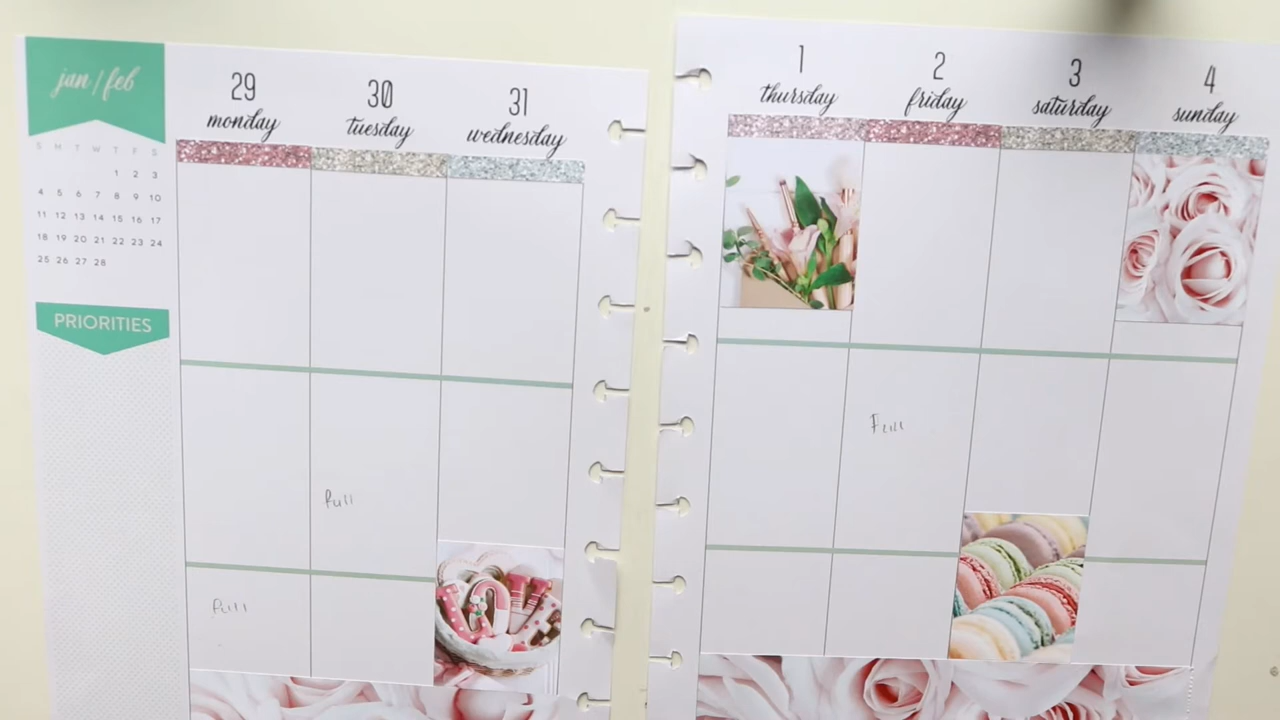 jan / feb
29
monday
30
tuesday
31
wednesday
1
thursday
2
friday
3
saturday
4
sunday
S M T W T F S
1 2 3
4 5 6 7 8 9 10
11 12 13 14 15 16 17
18 19 20 21 22 23 24
25 26 27 28
PRIORITIES
Full
full
full
LOVE